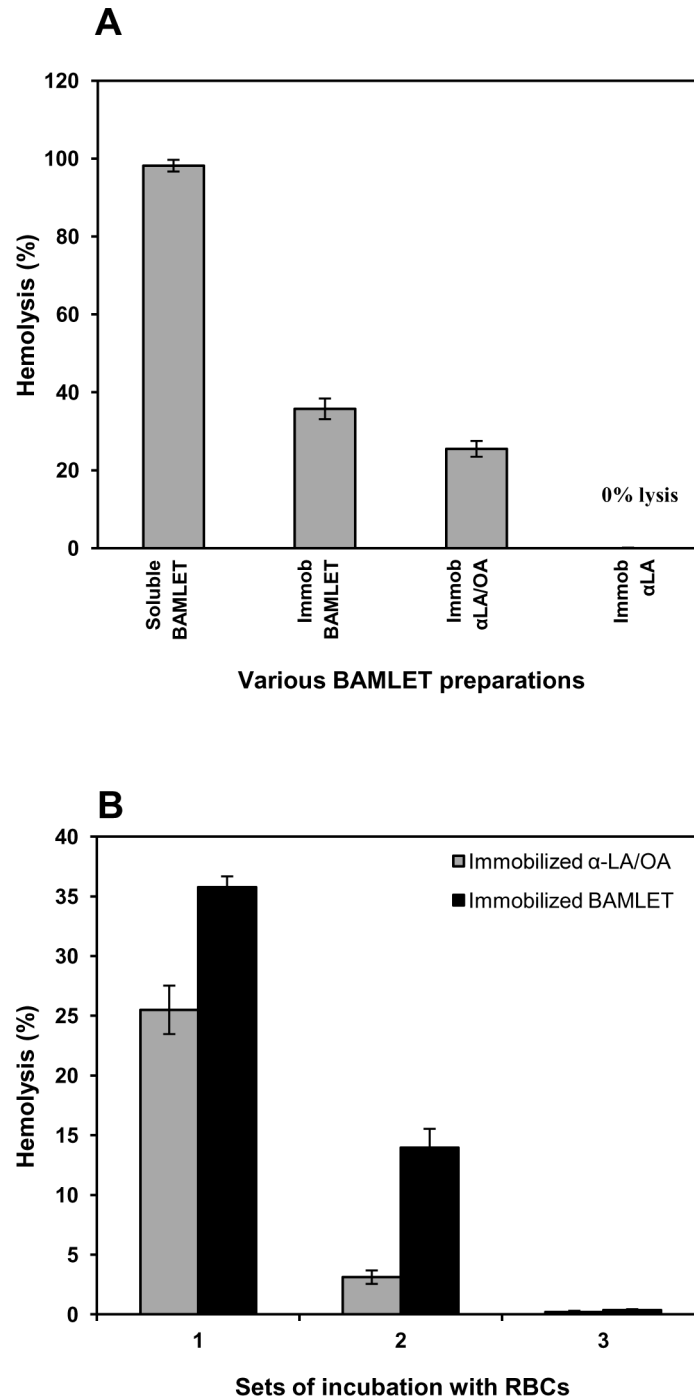 A
120
100
80
60
40
20
0
Hemolysis (%)
0% lysis
Soluble
BAMLET
Immob
BAMLET
Immob
αLA/OA
Immob
αLA
Various BAMLET preparations
B
40
35
30
25
20
15
10
5
0
Hemolysis (%)
Immobilized α-LA/OA
Immobilized BAMLET
1
2
3
Sets of incubation with RBCs